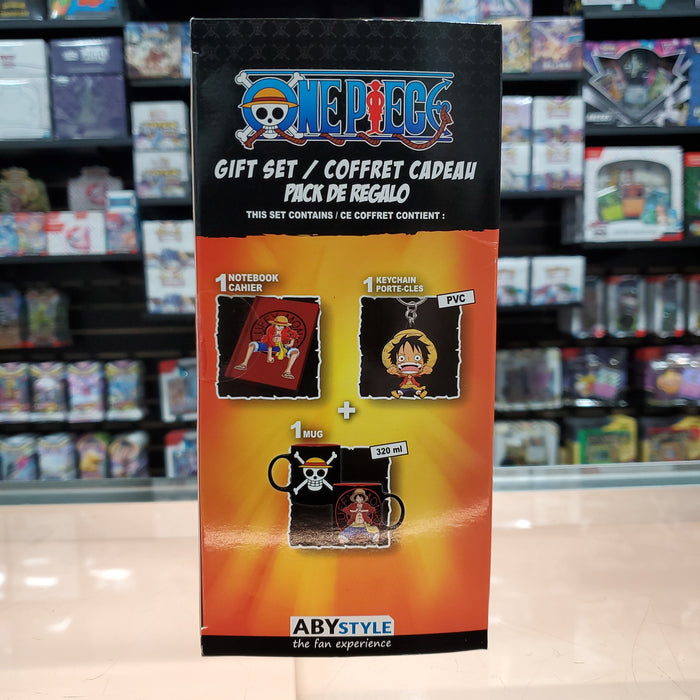 ONE PIECE
GIFT SET / COFFRET CADEAU
PACK DE REGALO
THIS SET CONTAINS / CE COFFRET CONTIENT :
1 NOTEBOOK
CAHIER
1 KEYCHAIN
PORTE-CLES
PVC
+
1 MUG
320 ml
ABYSTYLE
the fan experience